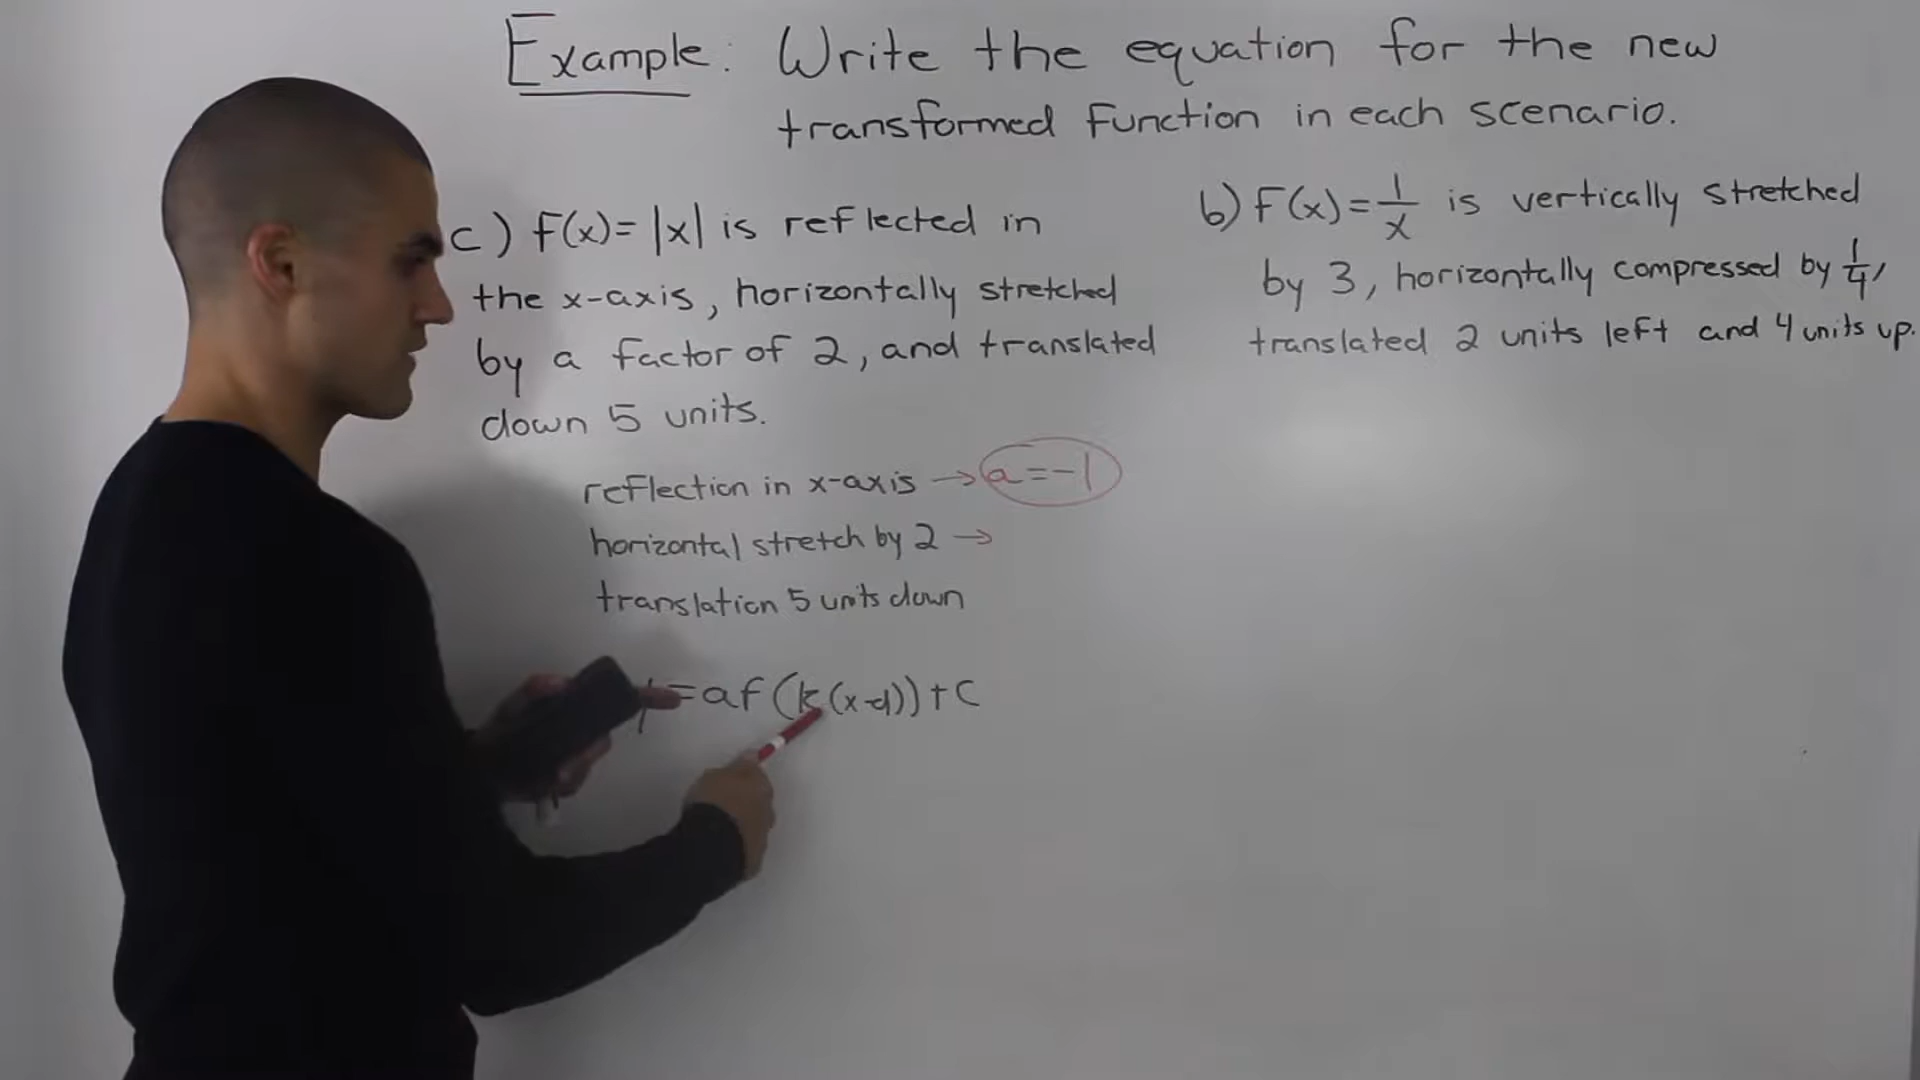 Example: Write the equation for the new
transformed function in each scenario.
c) f(x)=|x| is reflected in
the x-axis, horizontally stretched
by a factor of 2, and translated
down 5 units.
reflection in x-axis → a=-1
horizontal stretch by 2 →
translation 5 units down
y=af(k(x-d))+c
b) f(x)=1/x is vertically stretched
by 3, horizontally compressed by 1/4,
translated 2 units left and 4 units up.